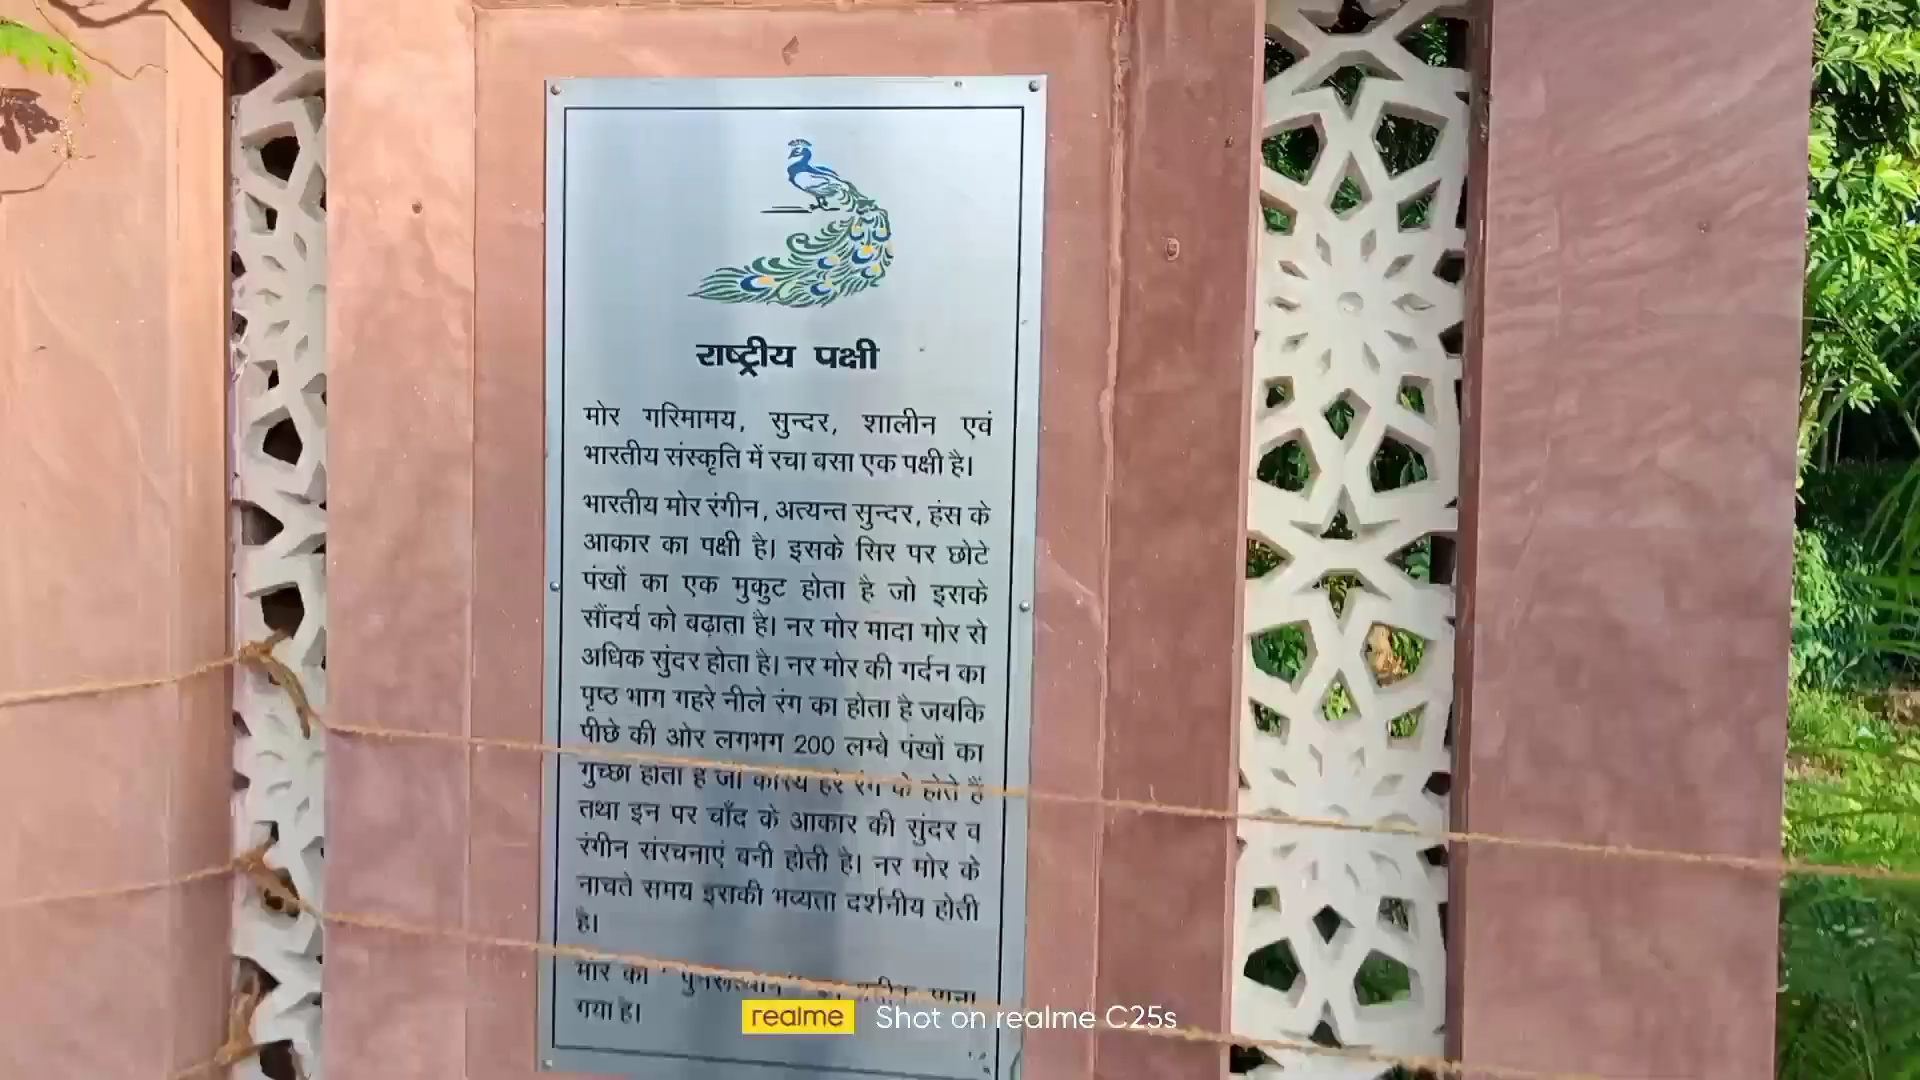 राष्ट्रीय पक्षी
मोर गरिमामय, सुन्दर, शालीन एवं
भारतीय संस्कृति में रचा बसा एक पक्षी है।
भारतीय मोर रंगीन, अत्यन्त सुन्दर, हंस के
आकार का पक्षी है। इसके सिर पर छोटे
पंखों का एक मुकुट होता है जो इसके
सौंदर्य को बढ़ाता है। नर मोर मादा मोर से
अधिक सुंदर होता है। नर मोर की गर्दन का
पृष्ठ भाग गहरे नीले रंग का होता है जबकि
पीछे की ओर लगभग 200 लम्बे पंखों का
गुच्छा होता है जो कांस्य हरे रंग के होते हैं
तथा इन पर चाँद के आकार की सुंदर व
रंगीन संरचनाएं बनी होती है। नर मोर के
नाचते समय इसकी भव्यता दर्शनीय होती
है।
मोर को पुनरूत्थान माना
गया है।
realme Shot on realme C25s